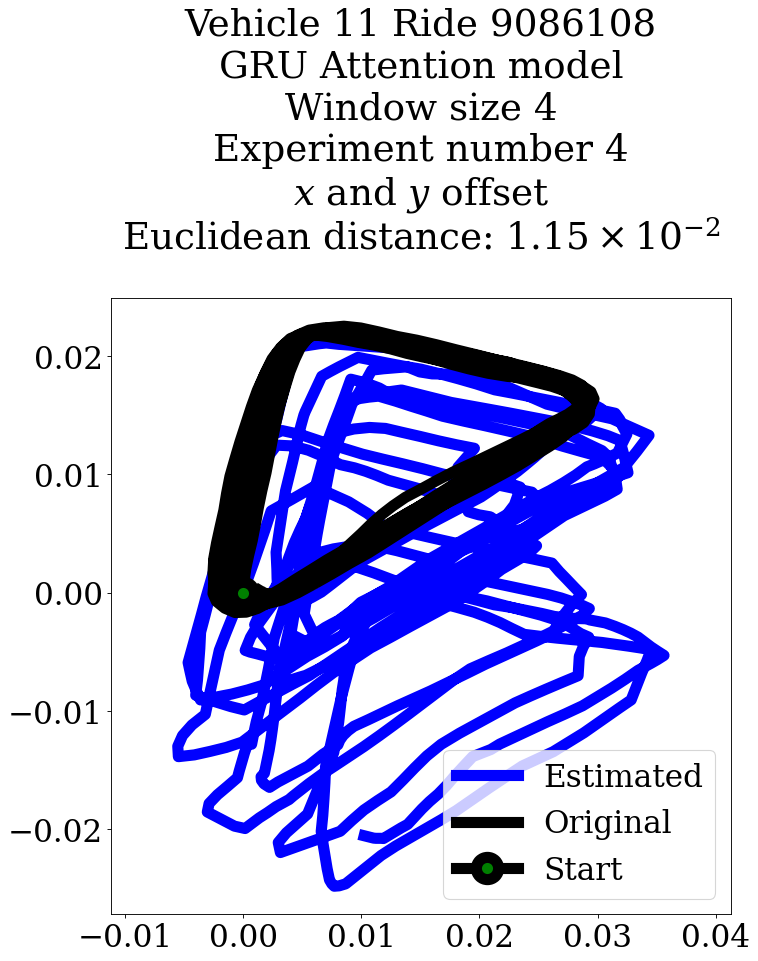 Vehicle 11 Ride 9086108
GRU Attention model
Window size 4
Experiment number 4
x and y offset
Euclidean distance: 1.15 × 10⁻²
0.02
0.01
0.00
−0.01
−0.02
Estimated
Original
Start
−0.01 0.00 0.01 0.02 0.03 0.04